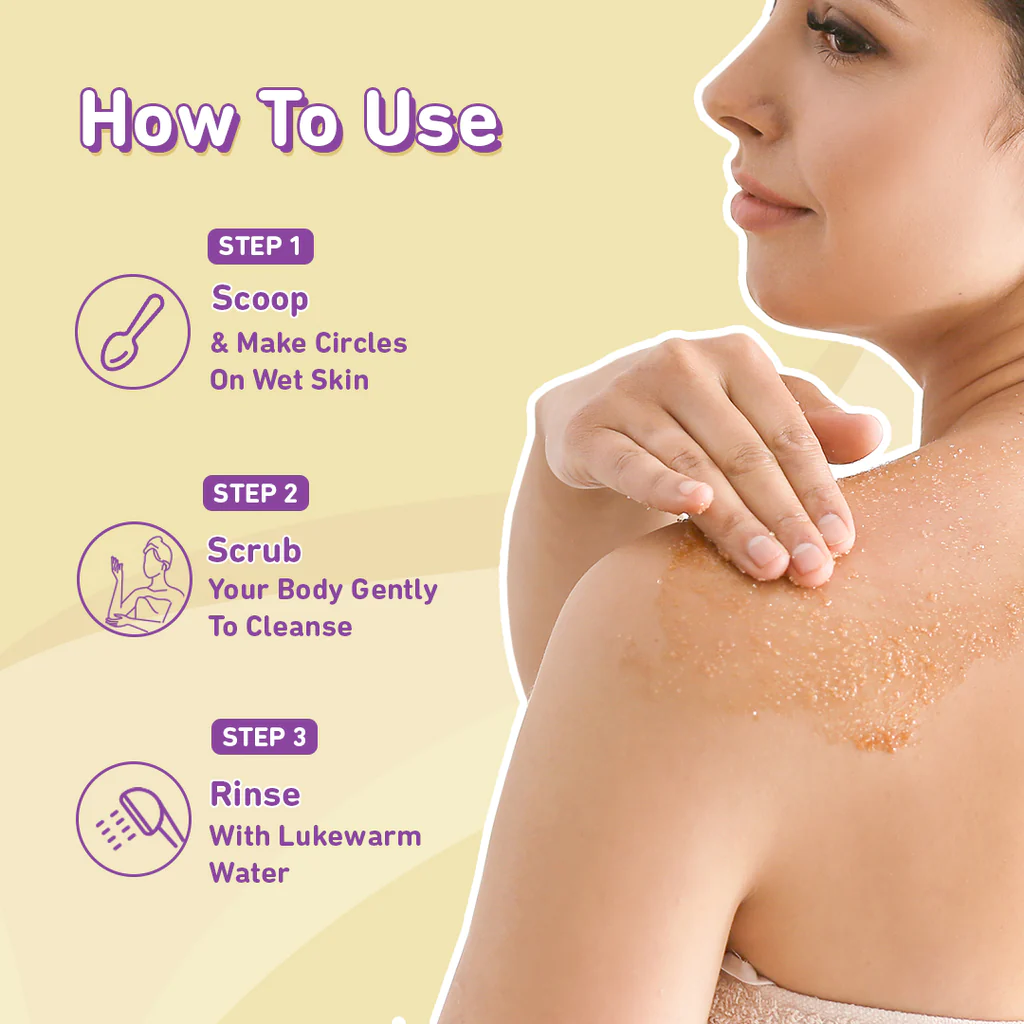 How To Use
STEP 1
Scoop
& Make Circles
On Wet Skin
STEP 2
Scrub
Your Body Gently
To Cleanse
STEP 3
Rinse
With Lukewarm
Water